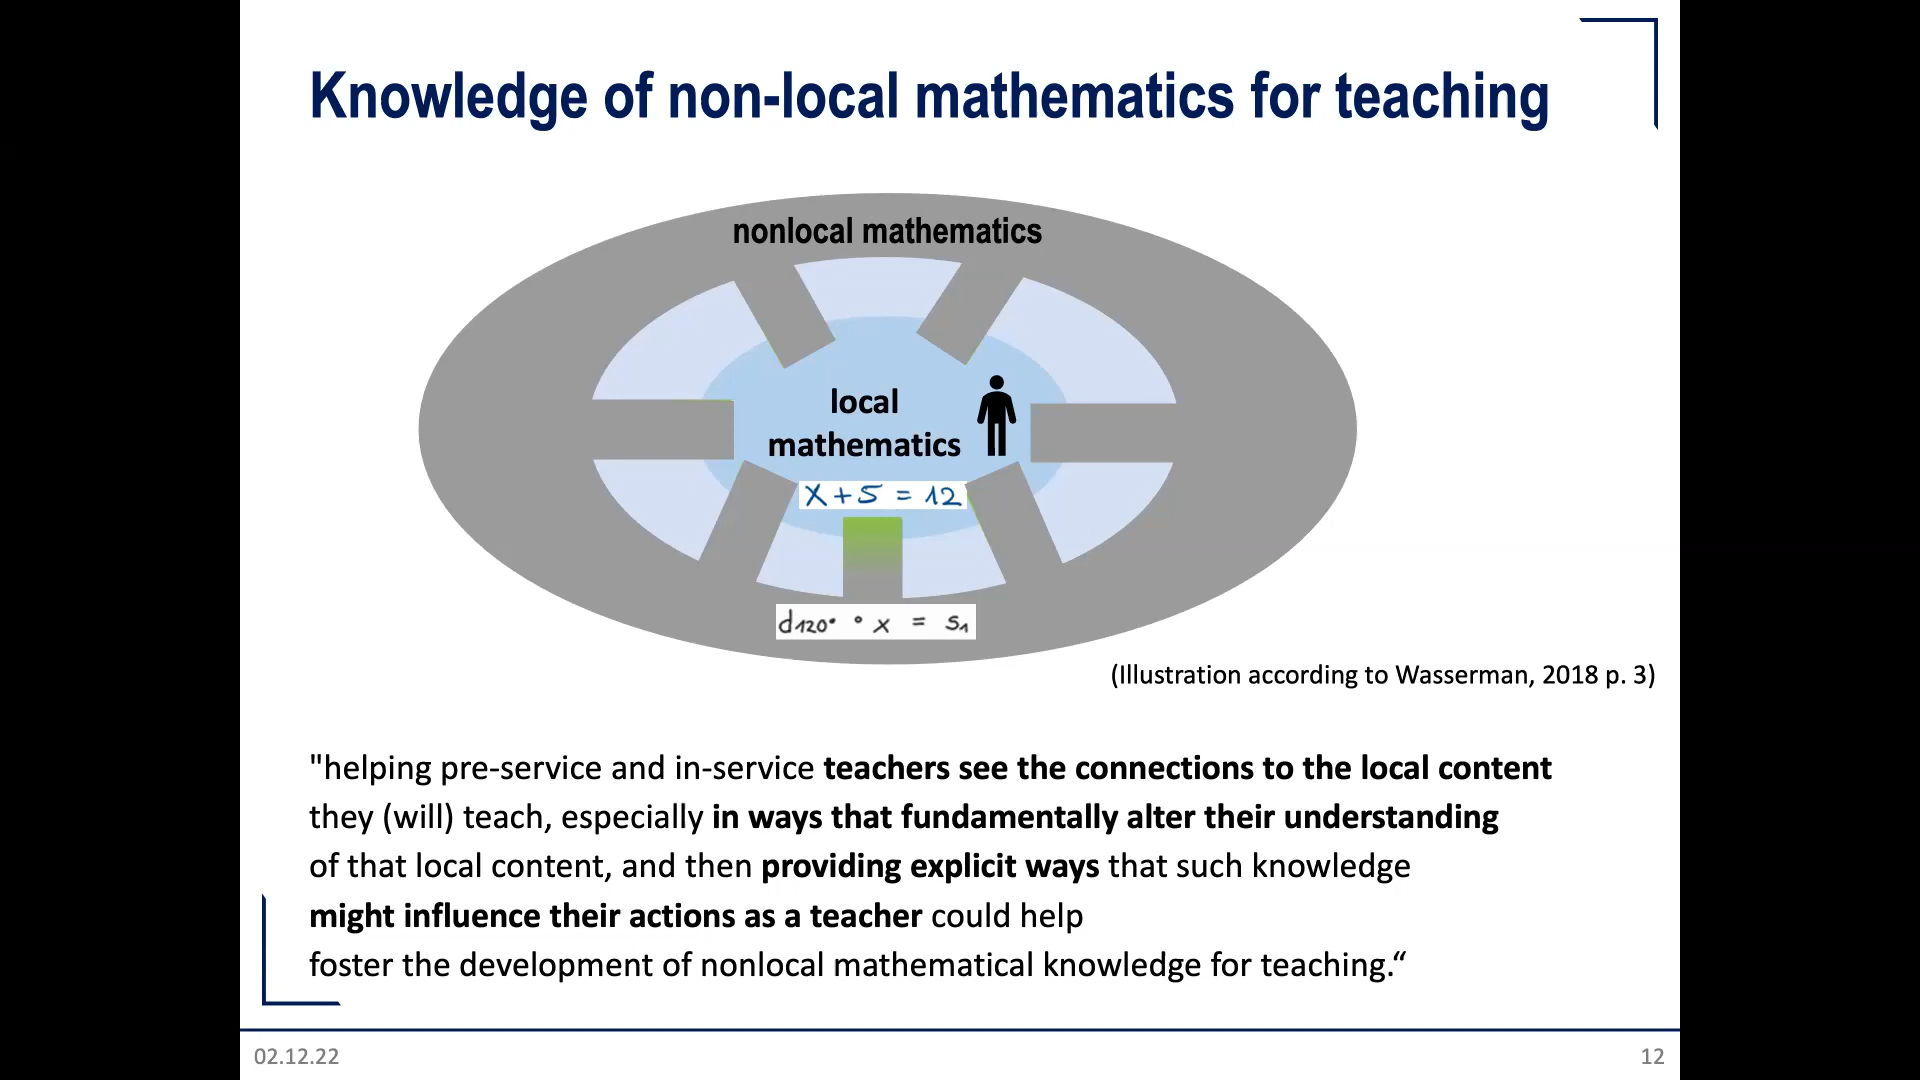 Knowledge of non-local mathematics for teaching
nonlocal mathematics
local
mathematics
x + 5 = 12
d120° ° x = s1
(Illustration according to Wasserman, 2018 p. 3)
"helping pre-service and in-service teachers see the connections to the local content
they (will) teach, especially in ways that fundamentally alter their understanding
of that local content, and then providing explicit ways that such knowledge
might influence their actions as a teacher could help
foster the development of nonlocal mathematical knowledge for teaching.“
02.12.22
12